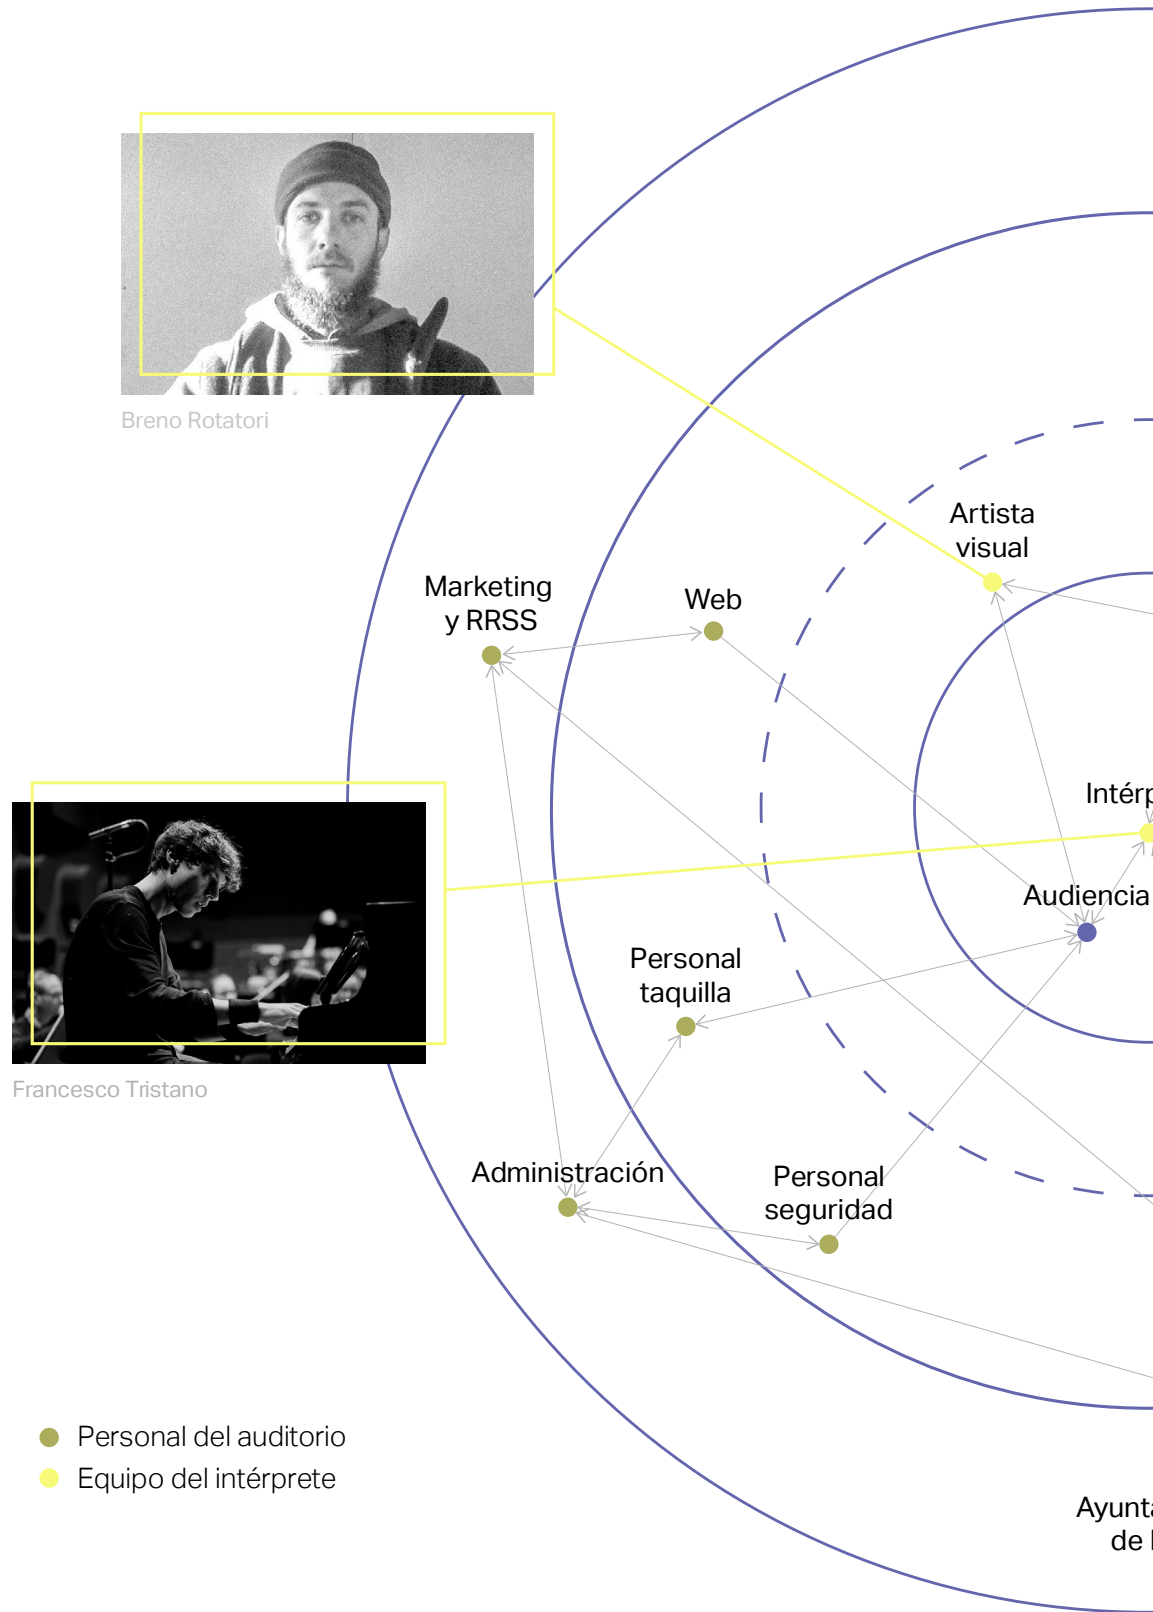 Breno Rotatori
Artista
visual
Marketing
y RRSS
Web
Intérp
Audiencia
Personal
taquilla
Francesco Tristano
Administración
Personal
seguridad
Personal del auditorio
Equipo del intérprete
Ayunta
de